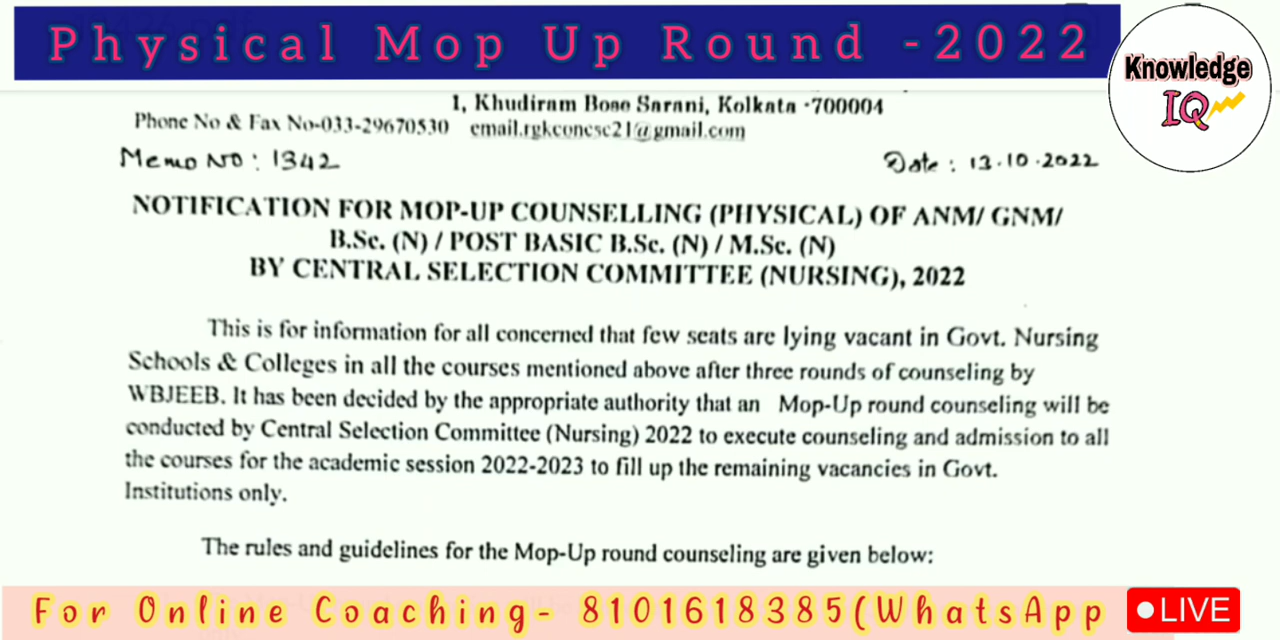 Physical Mop Up Round -2022
Knowledge
IQ
1, Khudiram Bose Sarani, Kolkata -700004
Phone No & Fax No-033-29670530 email.rgkconcsc21@gmail.com
Memo No: 1342 Date: 13.10.2022
NOTIFICATION FOR MOP-UP COUNSELLING (PHYSICAL) OF ANM/ GNM/
B.Sc. (N) / POST BASIC B.Sc. (N) / M.Sc. (N)
BY CENTRAL SELECTION COMMITTEE (NURSING), 2022
This is for information for all concerned that few seats are lying vacant in Govt. Nursing
Schools & Colleges in all the courses mentioned above after three rounds of counseling by
WBJEEB. It has been decided by the appropriate authority that an Mop-Up round counseling will be
conducted by Central Selection Committee (Nursing) 2022 to execute counseling and admission to all
the courses for the academic session 2022-2023 to fill up the remaining vacancies in Govt.
Institutions only.
The rules and guidelines for the Mop-Up round counseling are given below:
For Online Coaching- 8101618385(WhatsApp
LIVE